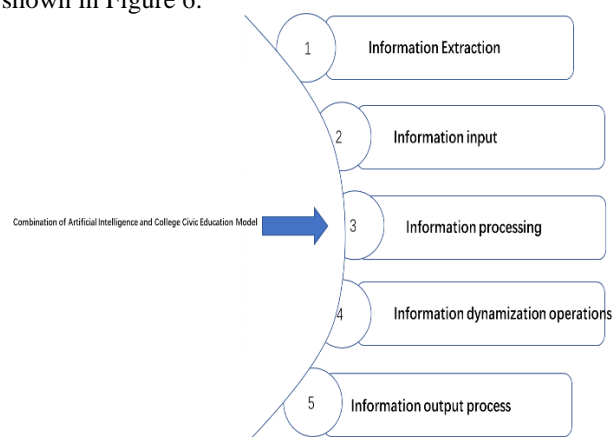 shown in Figure 6.
1 Information Extraction
2 Information input
Combination of Artificial Intelligence and College Civic Education Model
3 Information processing
4 Information dynamization operations
5 Information output process